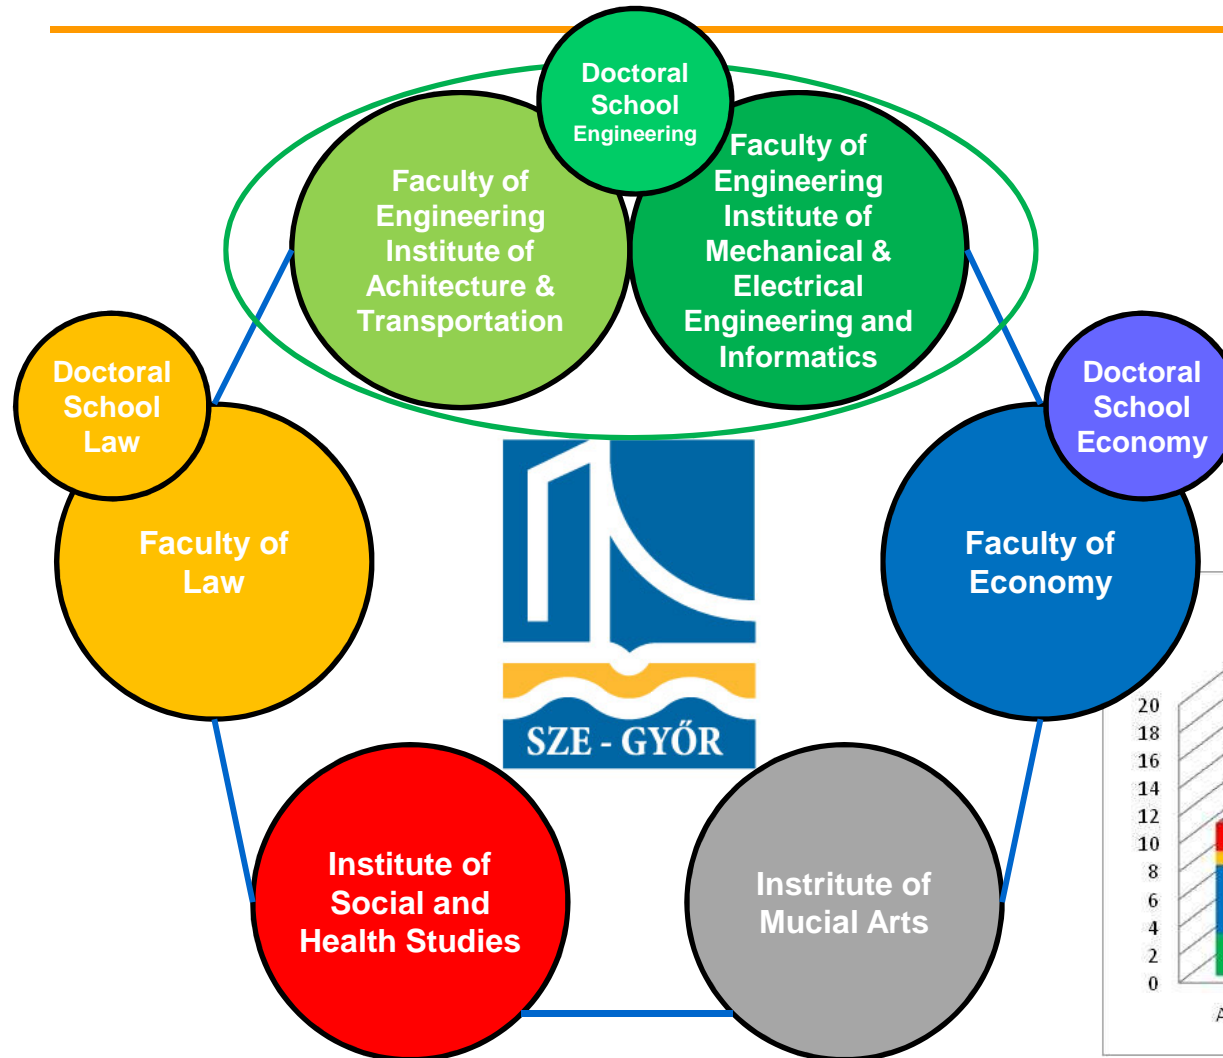 Doctoral
School
Engineering
Faculty of
Engineering
Institute of
Achitecture &
Transportation
Faculty of
Engineering
Institute of
Mechanical &
Electrical
Engineering and
Informatics
Doctoral
School
Law
Doctoral
School
Economy
Faculty of
Law
Faculty of
Economy
SZE - GYŐR
Institute of
Social and
Health Studies
Instritute of
Mucial Arts
20
18
16
14
12
10
8
6
4
2
0
A